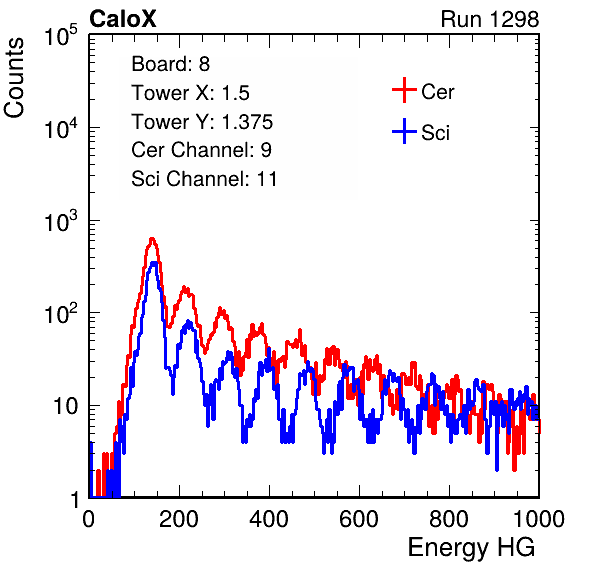 CaloX Run 1298
Counts
Board: 8
Tower X: 1.5
Tower Y: 1.375
Cer Channel: 9
Sci Channel: 11
Cer
Sci
10^5
10^4
10^3
10^2
10
1
0 200 400 600 800 1000
Energy HG